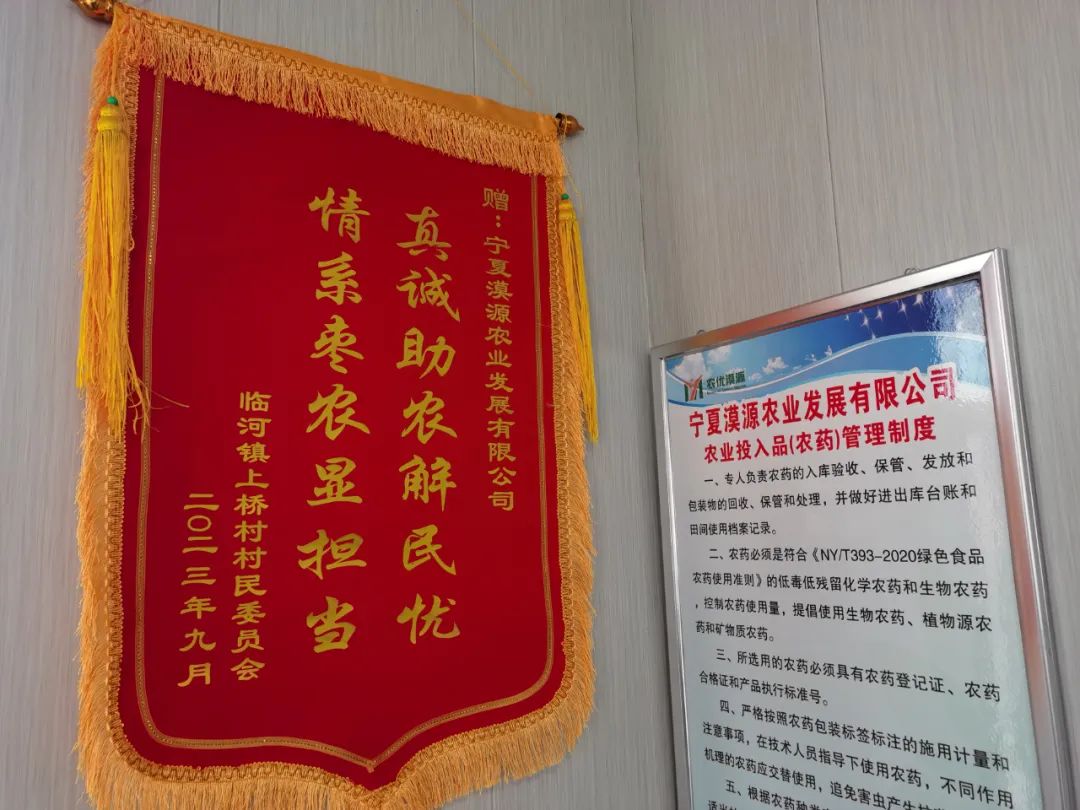 赠：宁夏漠源农业发展有限公司
真诚助农解民忧
情系枣农显担当
临河镇上桥村村民委员会
二〇二三年九月
农优漠源
宁夏漠源农业发展有限公司
农业投入品(农药)管理制度
一、专人负责农药的入库验收、保管、发放和
包装物的回收、保管和处理，并做好进出库台账和
田间使用档案记录。
二、农药必须是符合《NY/T393-2020绿色食品
农药使用准则》的低毒低残留化学农药和生物农药
，控制农药使用量，提倡使用生物农药、植物源农
药和矿物质农药。
三、所选用的农药必须具有农药登记证、农药
合格证和产品执行标准号。
四、严格按照农药包装标签标注的施用计量和
注意事项，在技术人员指导下使用农药，不同作用
机理的农药应交替使用，追免害虫产生抗
五、根据农药种类